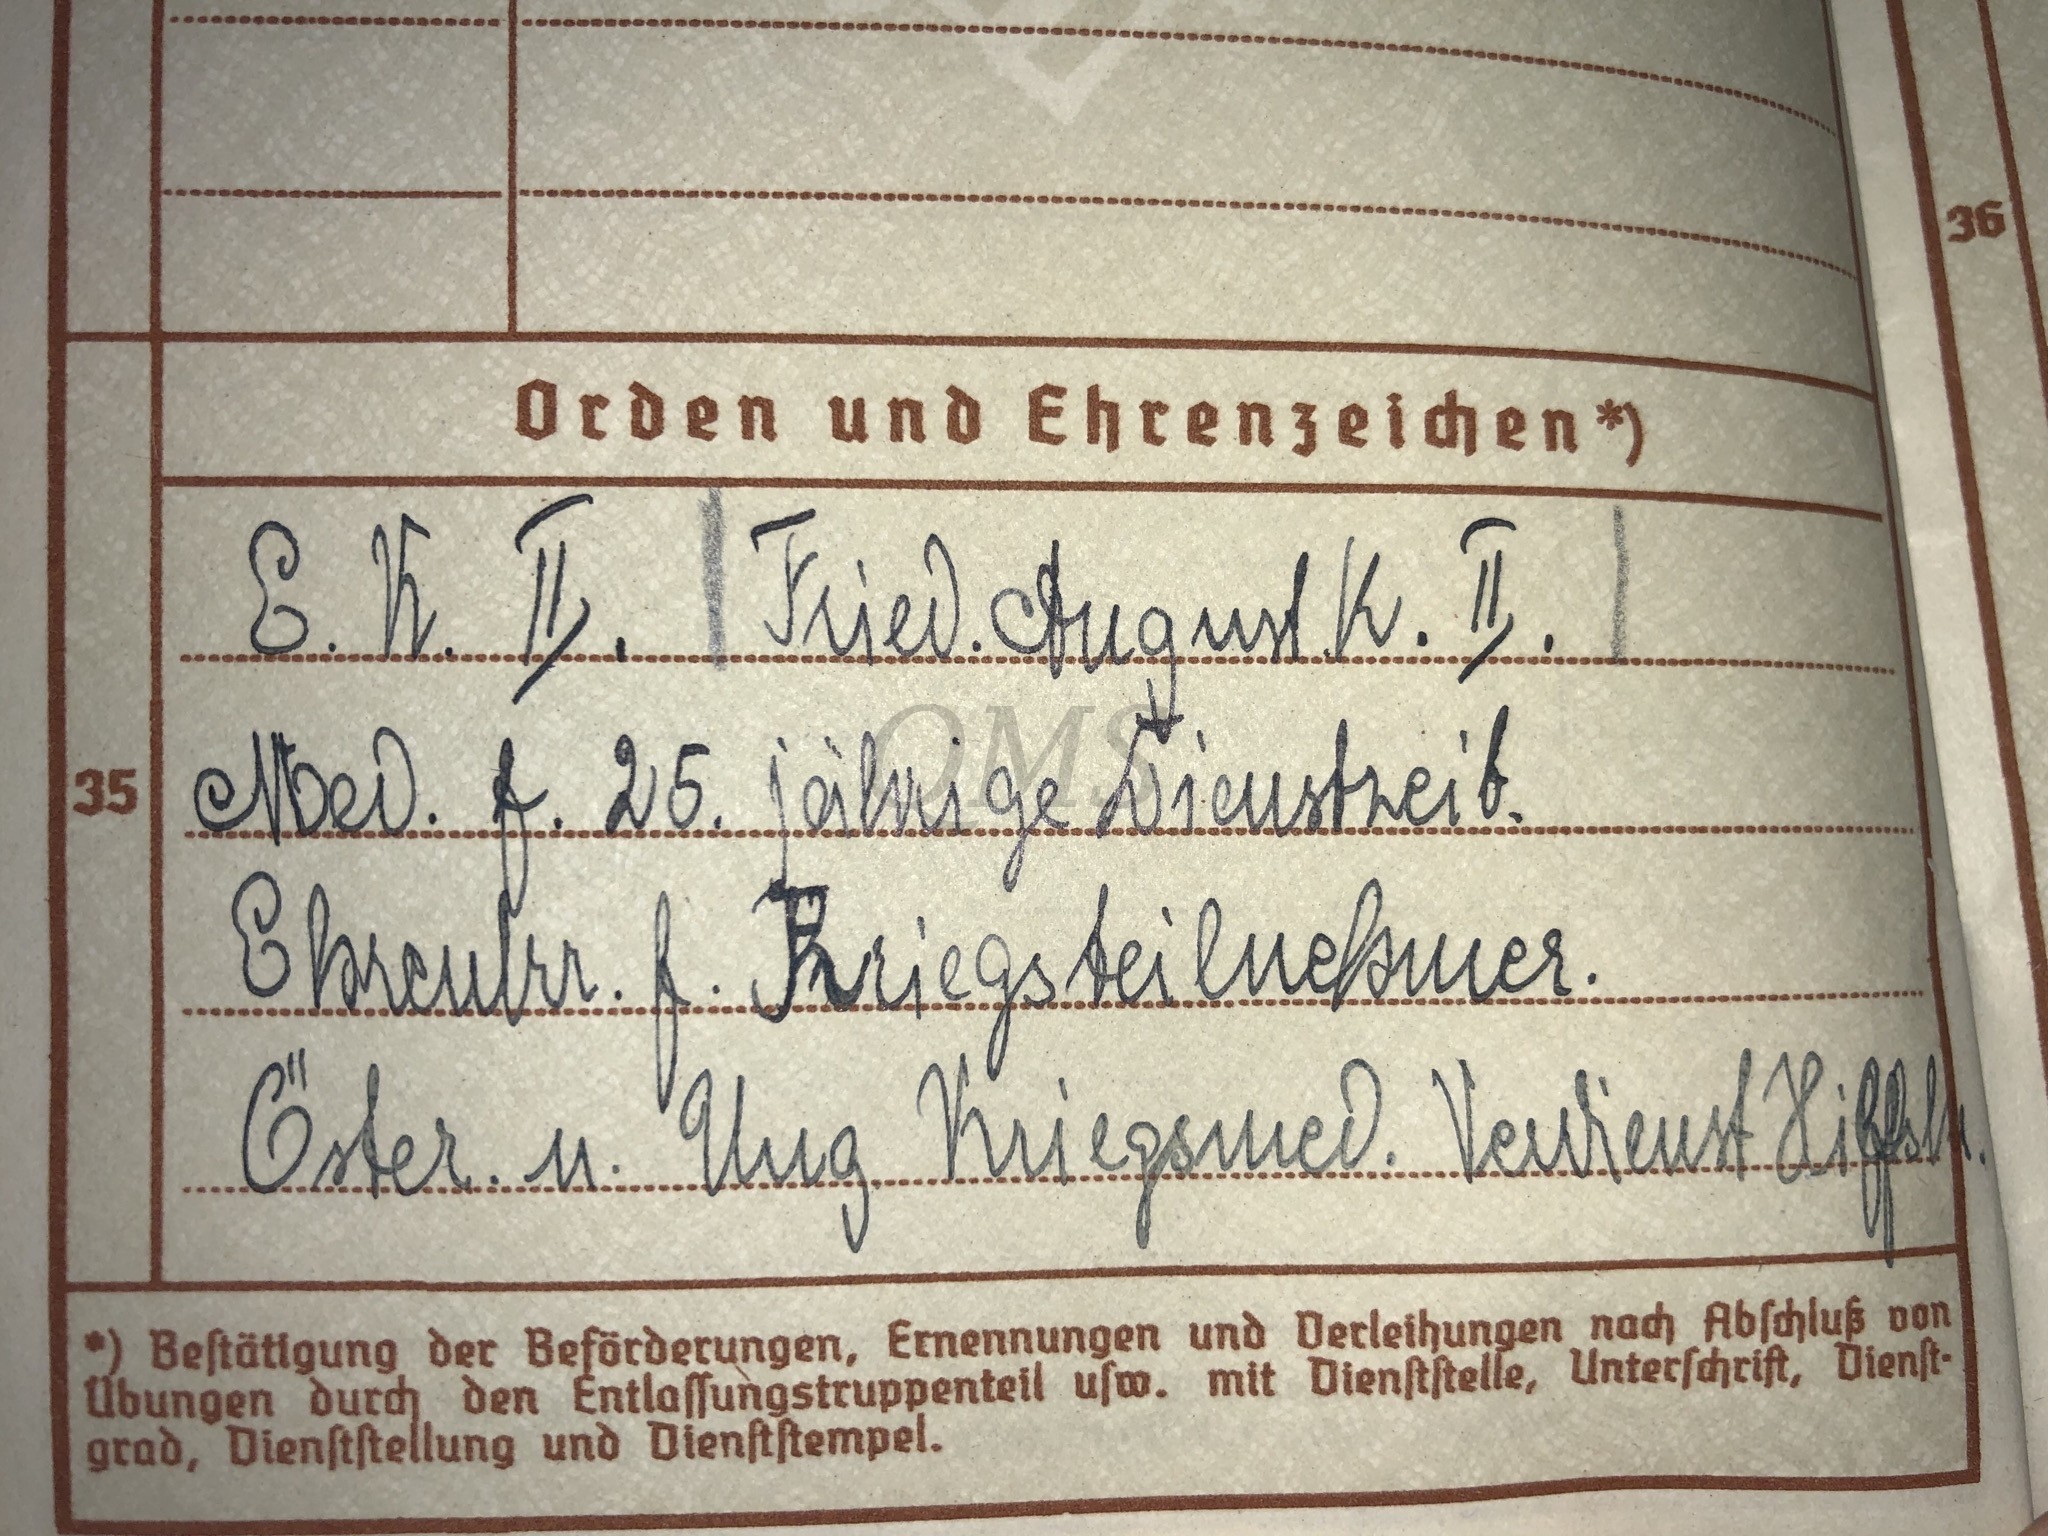 36
Orden und Ehrenzeichen*)
E. K. II. | Fried. August K. II. |
35
Med. f. 25. jährige Dienstzeit.
Ehrenkrz. f. Kriegsteilnehmer.
Öster. u. Ung Kriegsmed. Verdienst
OMS
*) Bestätigung der Beförderungen, Ernennungen und Verleihungen nach Abschluß von
Übungen durch den Entlassungstruppenteil usw. mit Dienststelle, Unterschrift, Dienst-
grad, Dienststellung und Dienststempel.